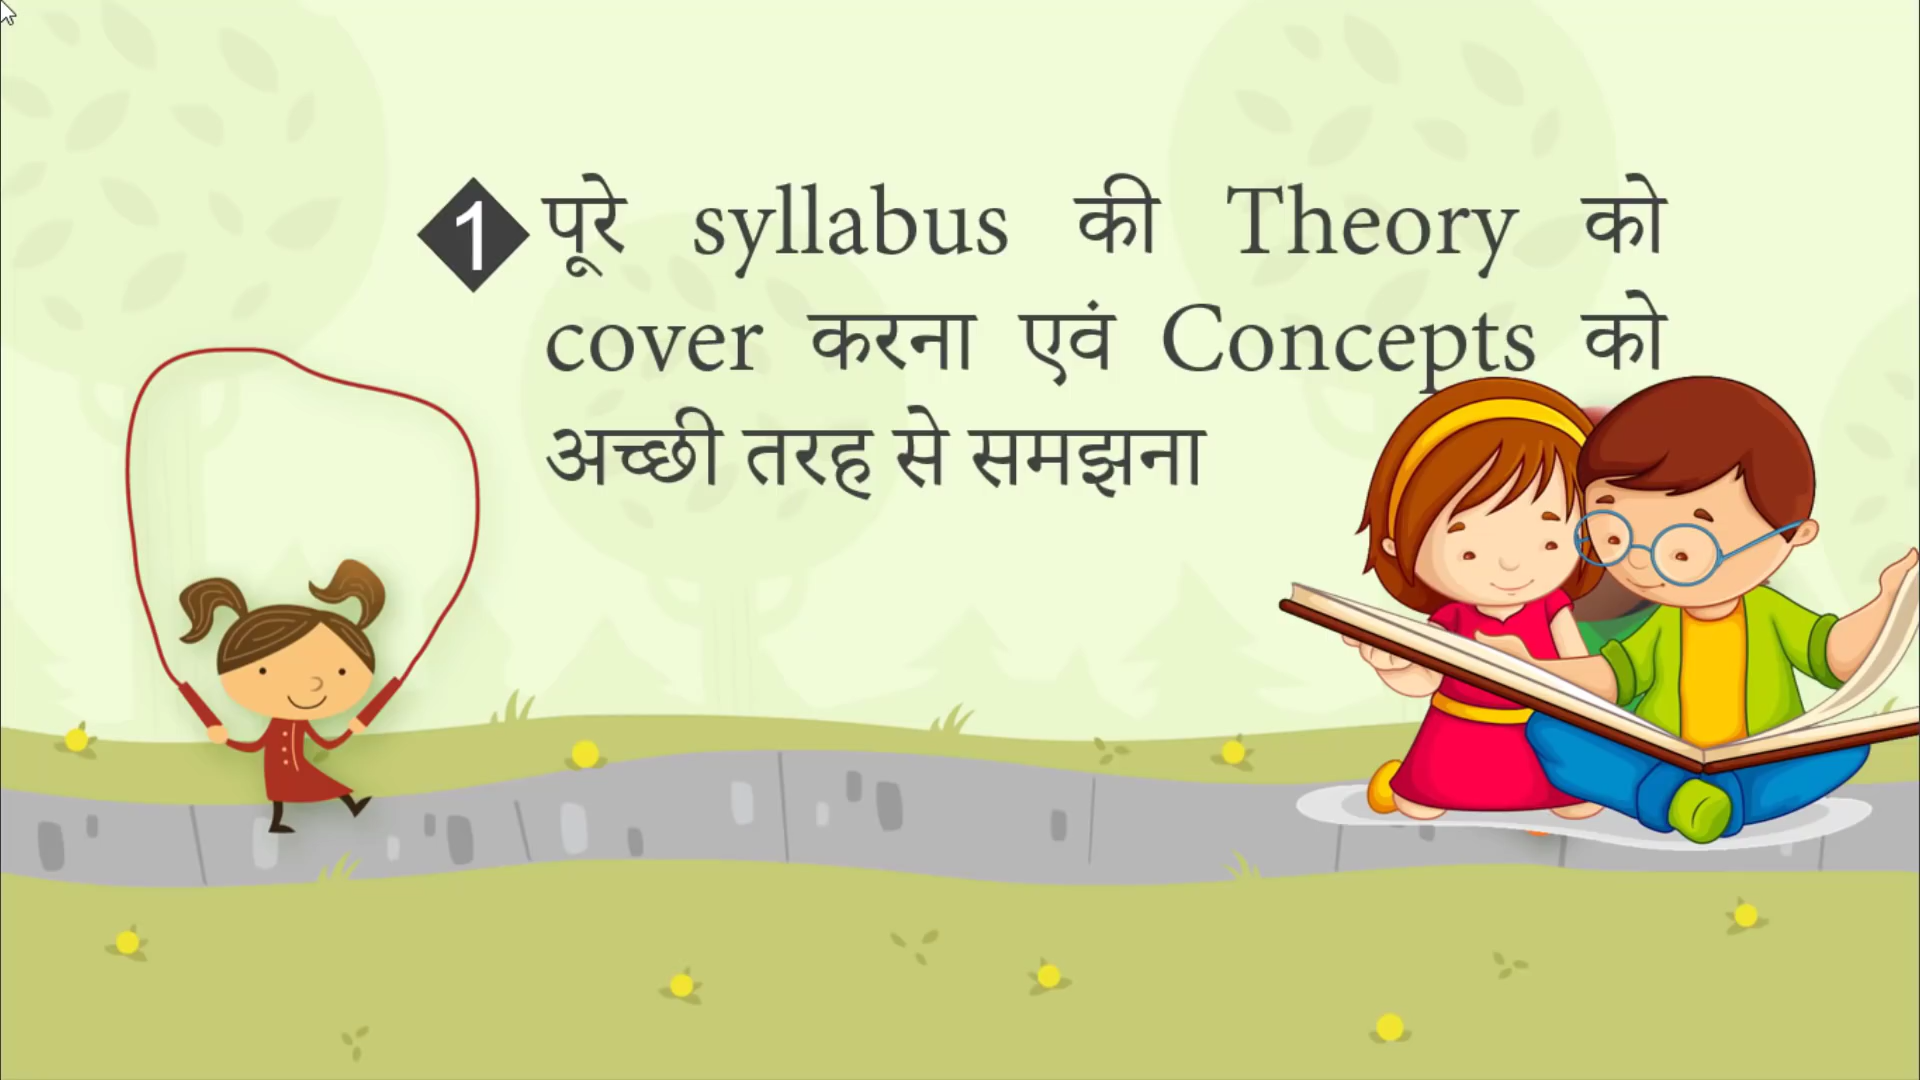 1 पूरे syllabus की Theory को
cover करना एवं Concepts को
अच्छी तरह से समझना